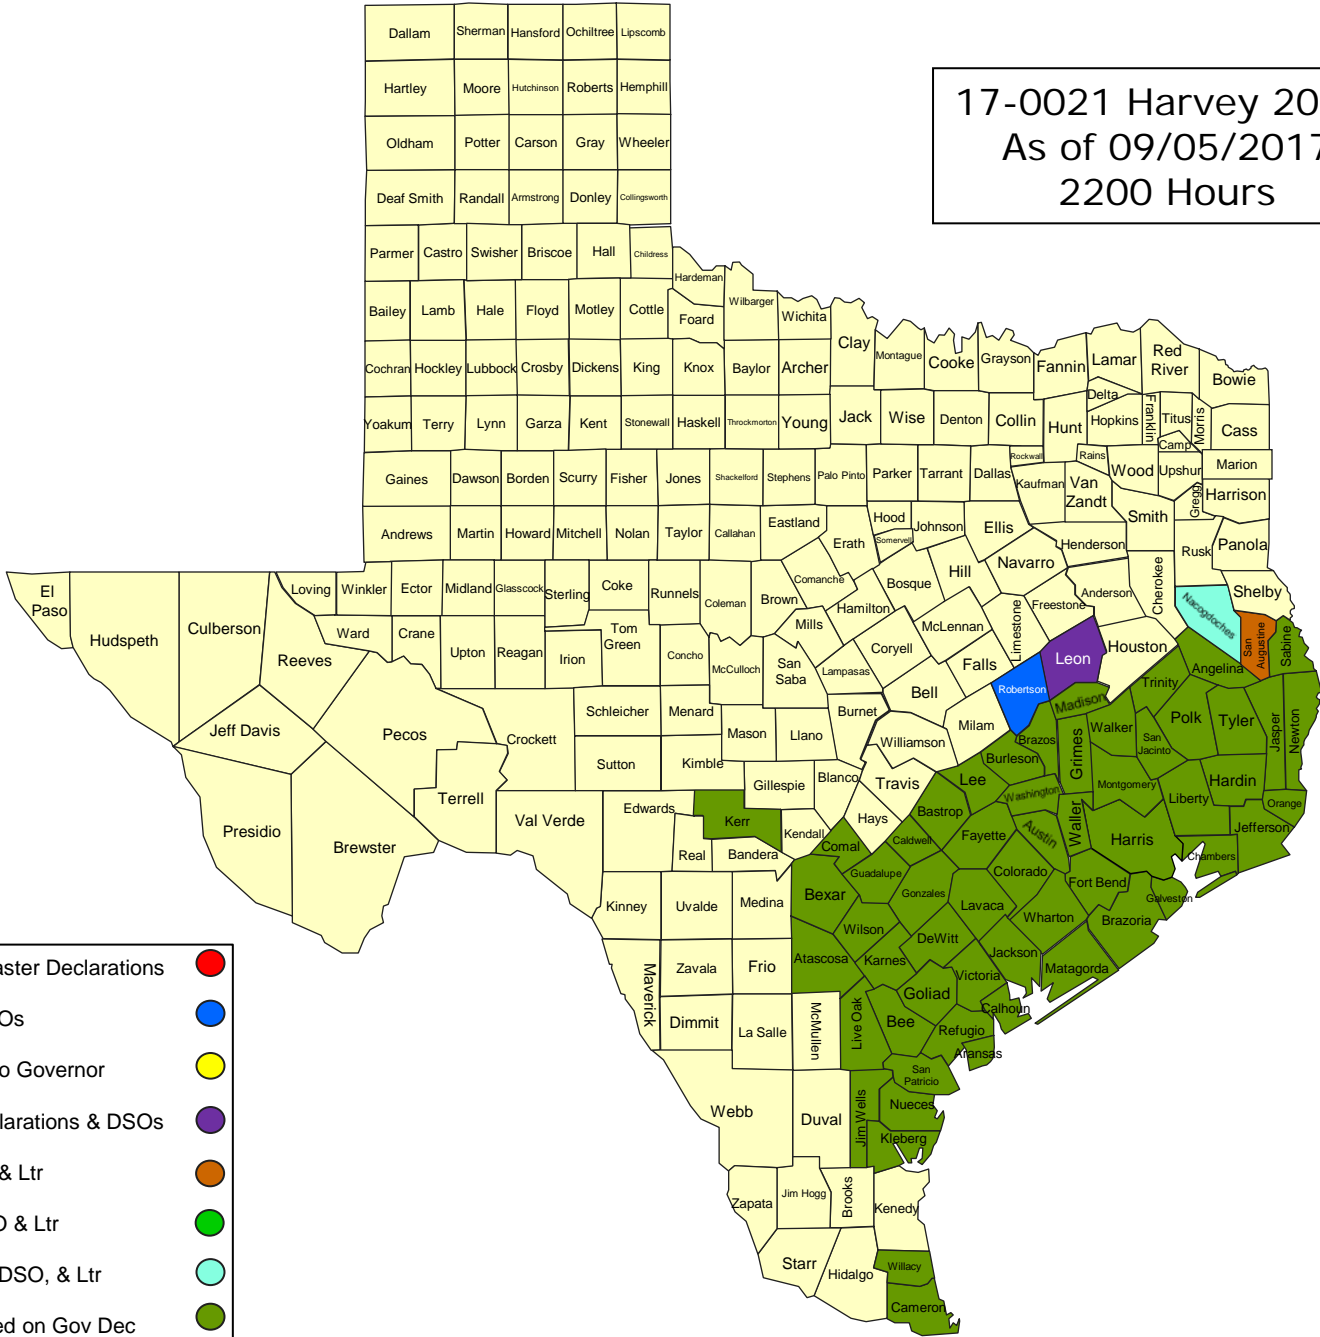 17-0021 Harvey 20
As of 09/05/2017
2200 Hours
Dallam Sherman Hansford Ochiltree Lipscomb
Hartley Moore Hutchinson Roberts Hemphill
Oldham Potter Carson Gray Wheeler
Deaf Smith Randall Armstrong Donley Collingsworth
Parmer Castro Swisher Briscoe Hall Childress
Hardeman
Bailey Lamb Hale Floyd Motley Cottle Foard Wilbarger Wichita
Clay Montague Cooke Grayson Fannin Lamar Red
River Bowie
Cochran Hockley Lubbock Crosby Dickens King Knox Baylor Archer
Delta
Yoakum Terry Lynn Garza Kent Stonewall Haskell Throckmorton Young Jack Wise Denton Collin Hunt Hopkins Franklin Titus Morris Cass
Camp
Rockwall Rains
Gaines Dawson Borden Scurry Fisher Jones Shackelford Stephens Palo Pinto Parker Tarrant Dallas Kaufman Van
Zandt Wood Upshur Marion
Gregg Harrison
Andrews Martin Howard Mitchell Nolan Taylor Callahan Eastland Erath Hood Somervell Johnson Ellis Henderson Smith Rusk Panola
El
Paso Hudspeth Culberson Loving Winkler Ector Midland Glasscock Sterling Coke Runnels Coleman Brown Comanche Hamilton Bosque Hill Navarro Freestone Anderson Cherokee Nacogdoches Shelby
Reeves Ward Crane Upton Reagan Irion Tom
Green Concho McCulloch San
Saba Mills Lampasas Coryell McLennan Limestone Falls Leon Houston San
Augustine Sabine
Angelina
Jeff Davis Pecos Crockett Schleicher Menard Mason Llano Burnet Bell Milam Robertson Madison Trinity Polk Tyler Jasper Newton
Williamson Brazos Walker San
Jacinto
Presidio Brewster Terrell Val Verde Sutton Kimble Gillespie Blanco Travis Lee Burleson Grimes Montgomery Liberty Hardin Orange
Edwards Kerr Kendall Hays Bastrop Washington Waller Harris Jefferson
Real Bandera Comal Caldwell Fayette Austin Chambers
Kinney Uvalde Medina Bexar Guadalupe Gonzales Lavaca Colorado Fort Bend Galveston
Wilson Wharton Brazoria
Maverick Zavala Frio Atascosa Karnes DeWitt Jackson Matagorda
Victoria
Goliad
Dimmit La Salle McMullen Live Oak Bee Refugio Calhoun
Aransas
San
Patricio
Webb Duval Jim Wells Nueces
Kleberg
Zapata Jim Hogg Brooks Kenedy
Starr Hidalgo Willacy
Cameron
aster Declarations
Os
o Governor
larations & DSOs
& Ltr
O & Ltr
DSO, & Ltr
ed on Gov Dec